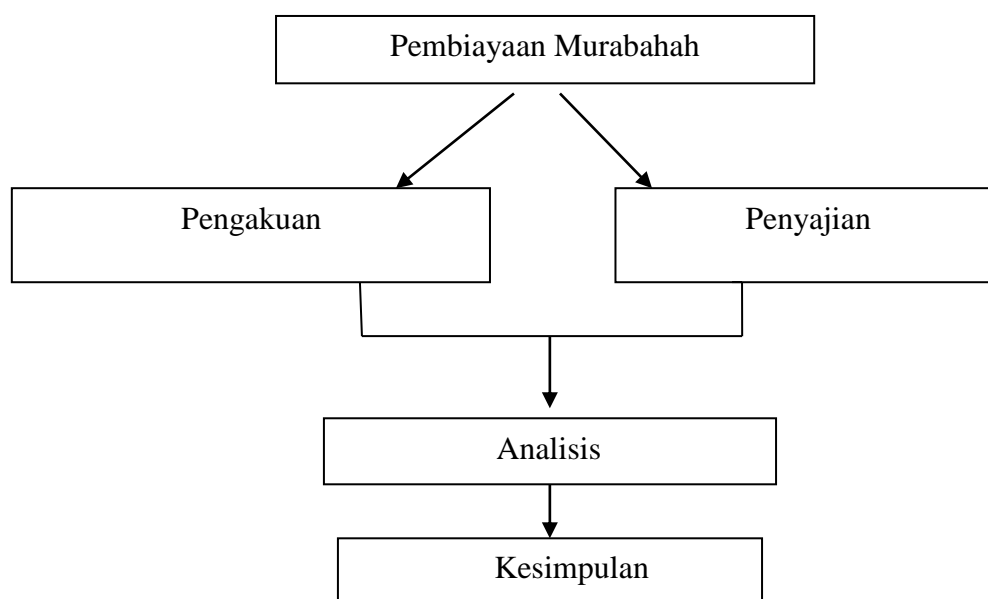 Pembiayaan Murabahah
Pengakuan
Penyajian
Analisis
Kesimpulan